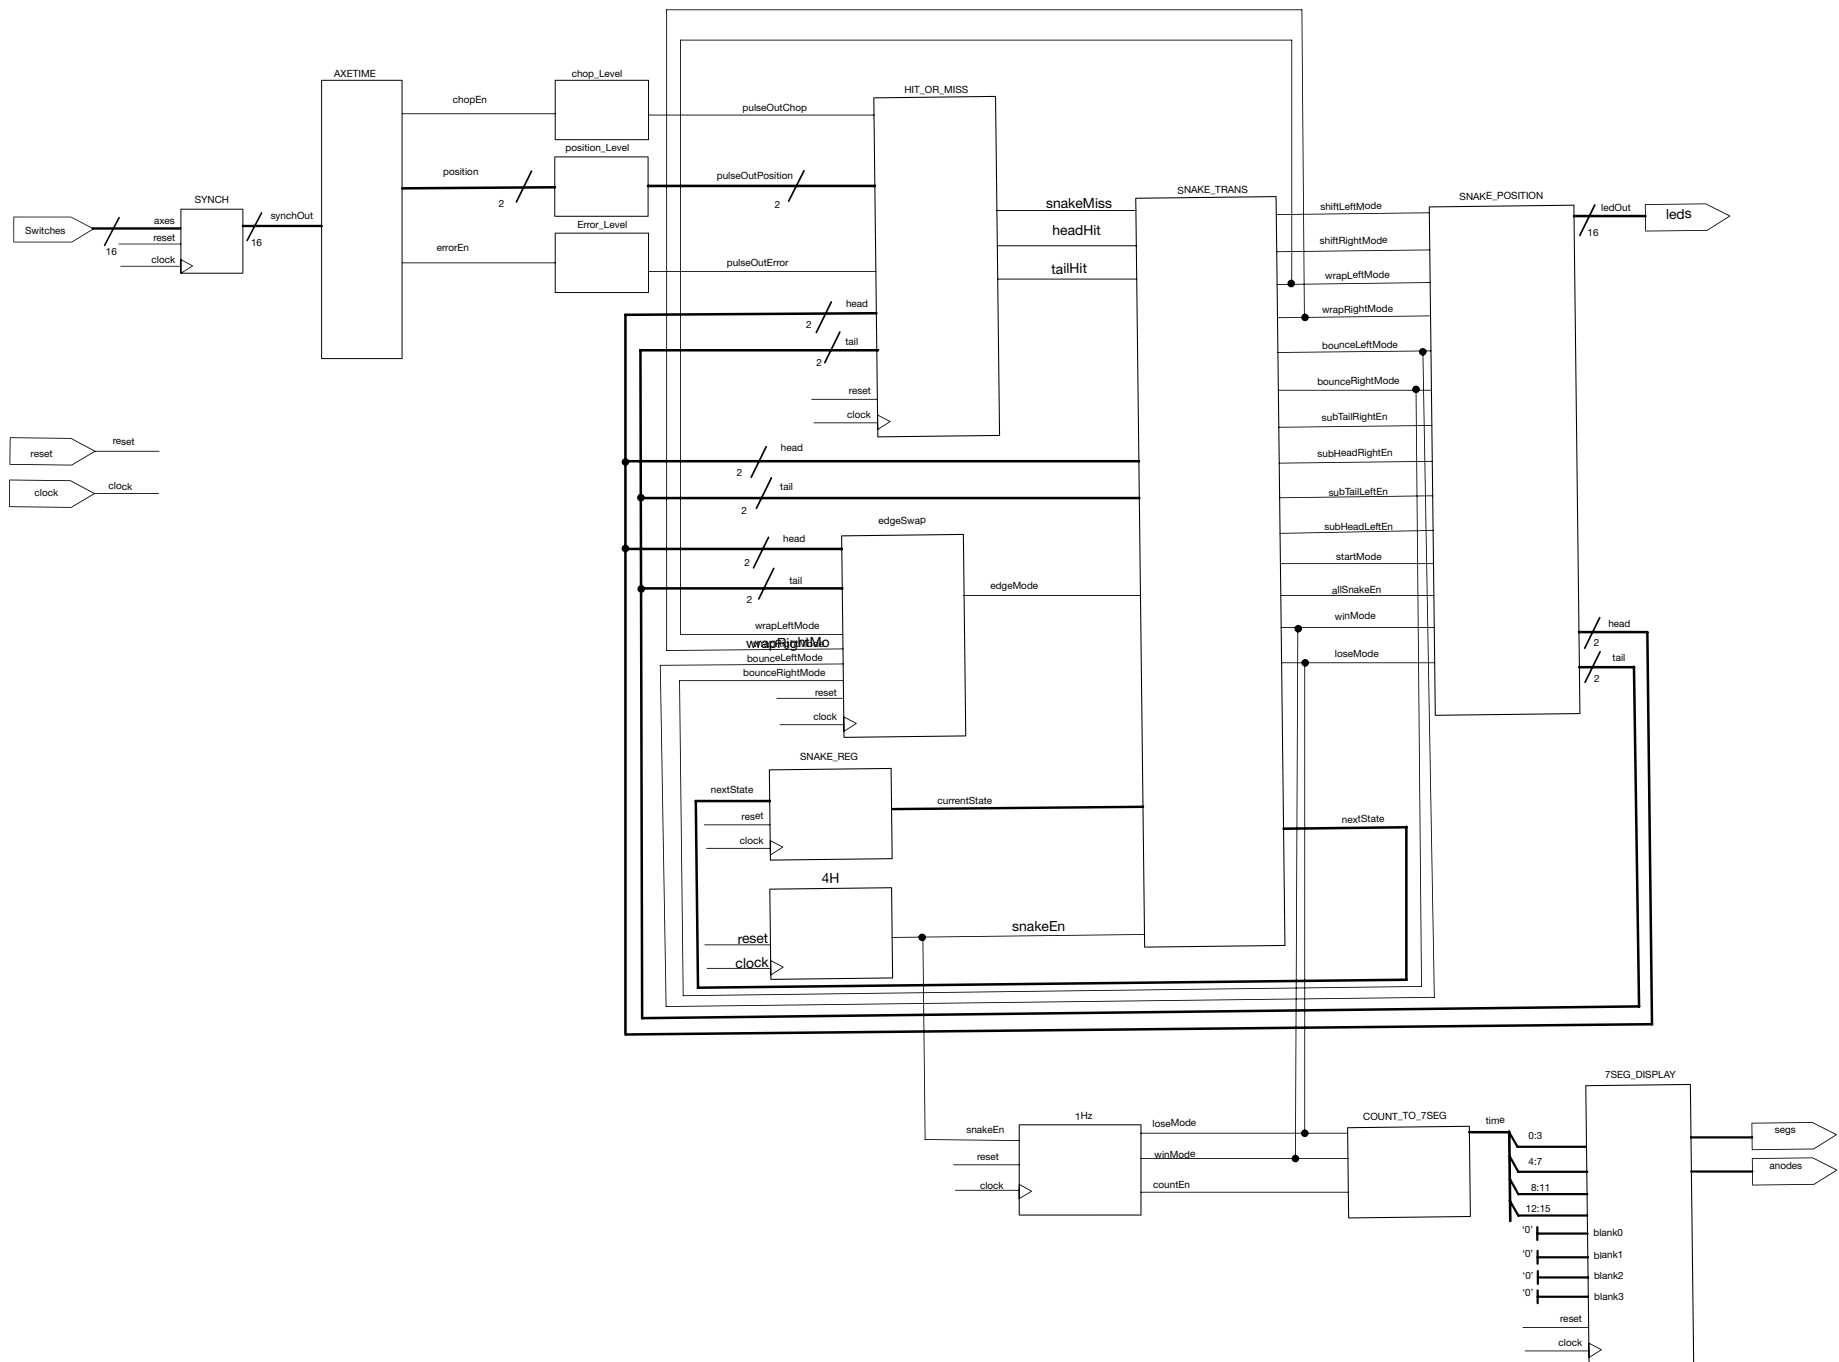 AXETIME
chop_Level
HIT_OR_MISS
chopEn
pulseOutChop
position_Level
position
2
pulseOutPosition
2
SYNCH
Switches
16
axes
reset
clock
16
synchOut
Error_Level
errorEn
pulseOutError
head
2
tail
2
reset
clock
snakeMiss
headHit
tailHit
SNAKE_TRANS
shiftLeftMode
shiftRightMode
wrapLeftMode
wrapRightMode
bounceLeftMode
bounceRightMode
subTailRightEn
subHeadRightEn
subTailLeftEn
subHeadLeftEn
startMode
allSnakeEn
winMode
loseMode
SNAKE_POSITION
ledOut
16
leds
head
2
tail
2
reset
reset
clock
clock
head
2
tail
2
edgeSwap
head
2
tail
2
edgeMode
wrapLeftMode
wrapRightMo
bounceLeftMode
bounceRightMode
reset
clock
SNAKE_REG
nextState
reset
clock
currentState
nextState
4H
reset
clock
snakeEn
1Hz
snakeEn
reset
clock
loseMode
winMode
countEn
COUNT_TO_7SEG
time
7SEG_DISPLAY
0:3
4:7
8:11
12:15
'0'
blank0
'0'
blank1
'0'
blank2
'0'
blank3
reset
clock
segs
anodes